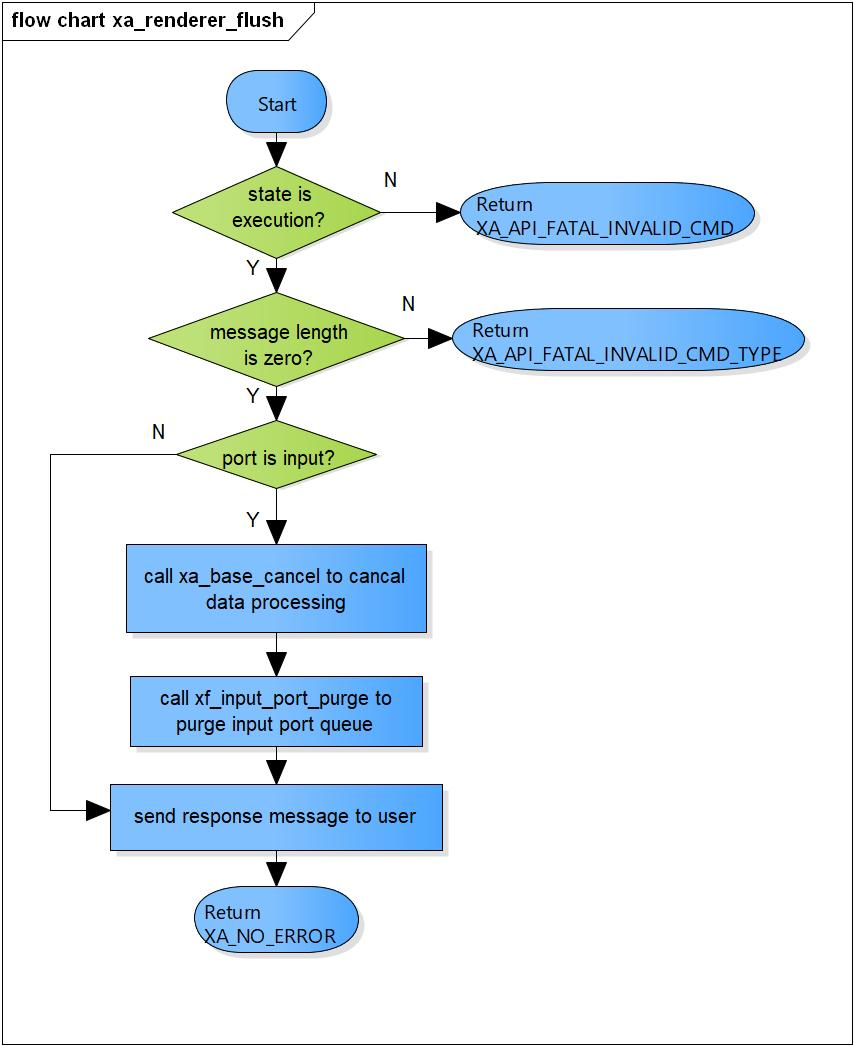 flow chart xa_renderer_flush
Start
state is
execution?
N
Return
XA_API_FATAL_INVALID_CMD
Y
message length
is zero?
N
Return
XA_API_FATAL_INVALID_CMD_TYPE
Y
port is input?
N
Y
call xa_base_cancel to cancal
data processing
call xf_input_port_purge to
purge input port queue
send response message to user
Return
XA_NO_ERROR